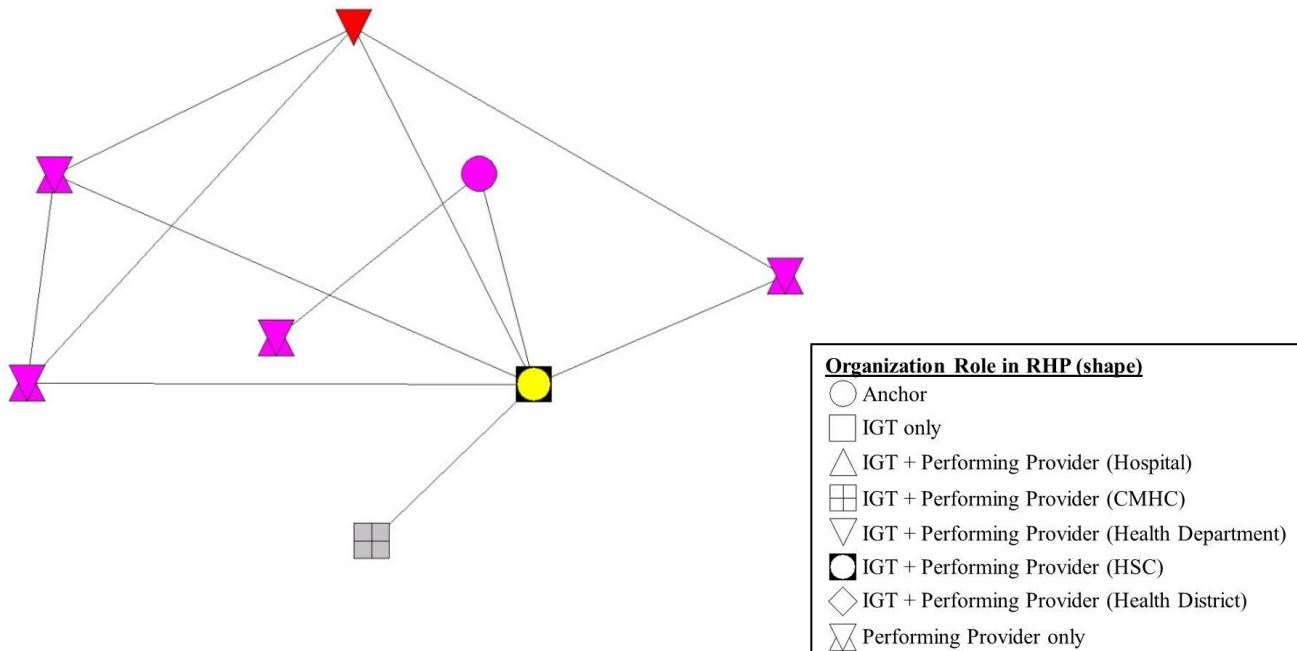 Organization Role in RHP (shape)
Anchor
IGT only
IGT + Performing Provider (Hospital)
IGT + Performing Provider (CMHC)
IGT + Performing Provider (Health Department)
IGT + Performing Provider (HSC)
IGT + Performing Provider (Health District)
Performing Provider only